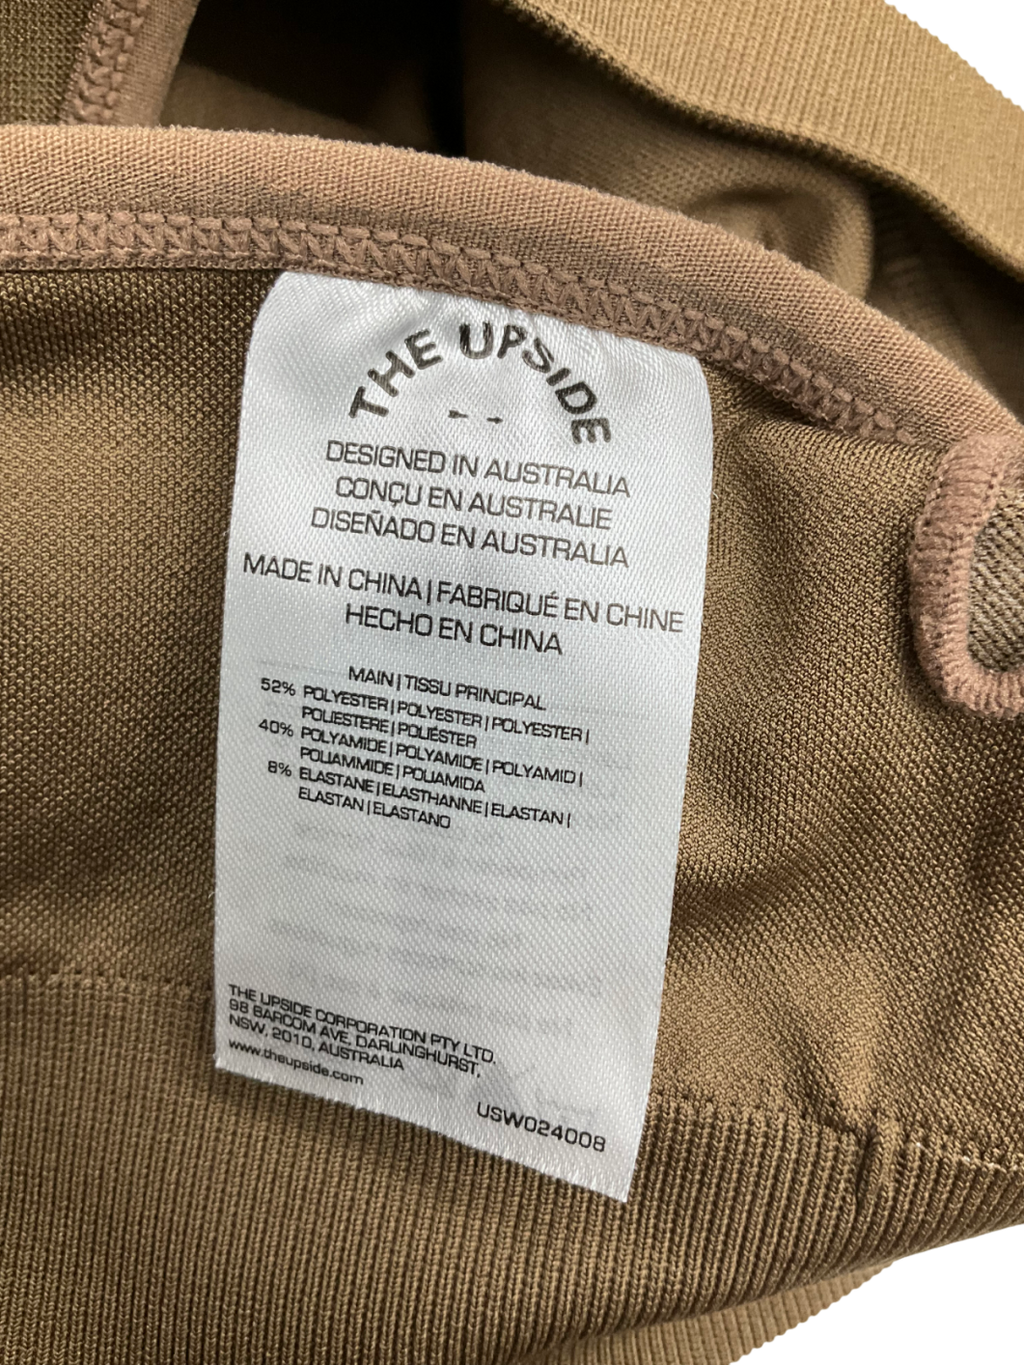 THE UPSIDE
DESIGNED IN AUSTRALIA
CONÇU EN AUSTRALIE
DISEÑADO EN AUSTRALIA
MADE IN CHINA | FABRIQUÉ EN CHINE
HECHO EN CHINA
MAIN | TISSU PRINCIPAL
52% POLYESTER | POLYESTER | POLYESTER |
POLIESTERE | POLIÉSTER
40% POLYAMIDE | POLYAMIDE | POLYAMID |
POLIAMMIDE | POLIAMIDA
8% ELASTANE | ELASTHANNE | ELASTAN |
ELASTAN | ELASTANO
THE UPSIDE CORPORATION PTY LTD.
98 BARCOM AVE, DARLINGHURST,
NSW, 2010, AUSTRALIA
www.theupside.com
USW024008